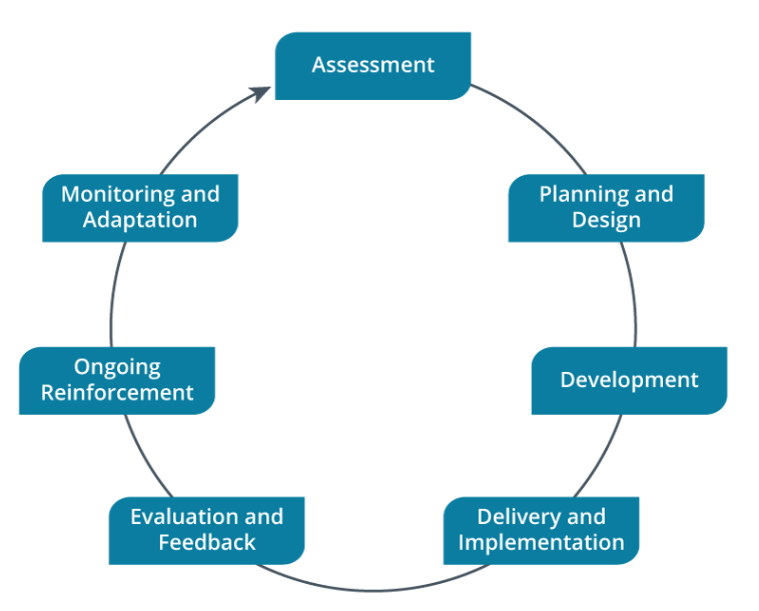 Assessment
Planning and
Design
Development
Delivery and
Implementation
Evaluation and
Feedback
Ongoing
Reinforcement
Monitoring and
Adaptation